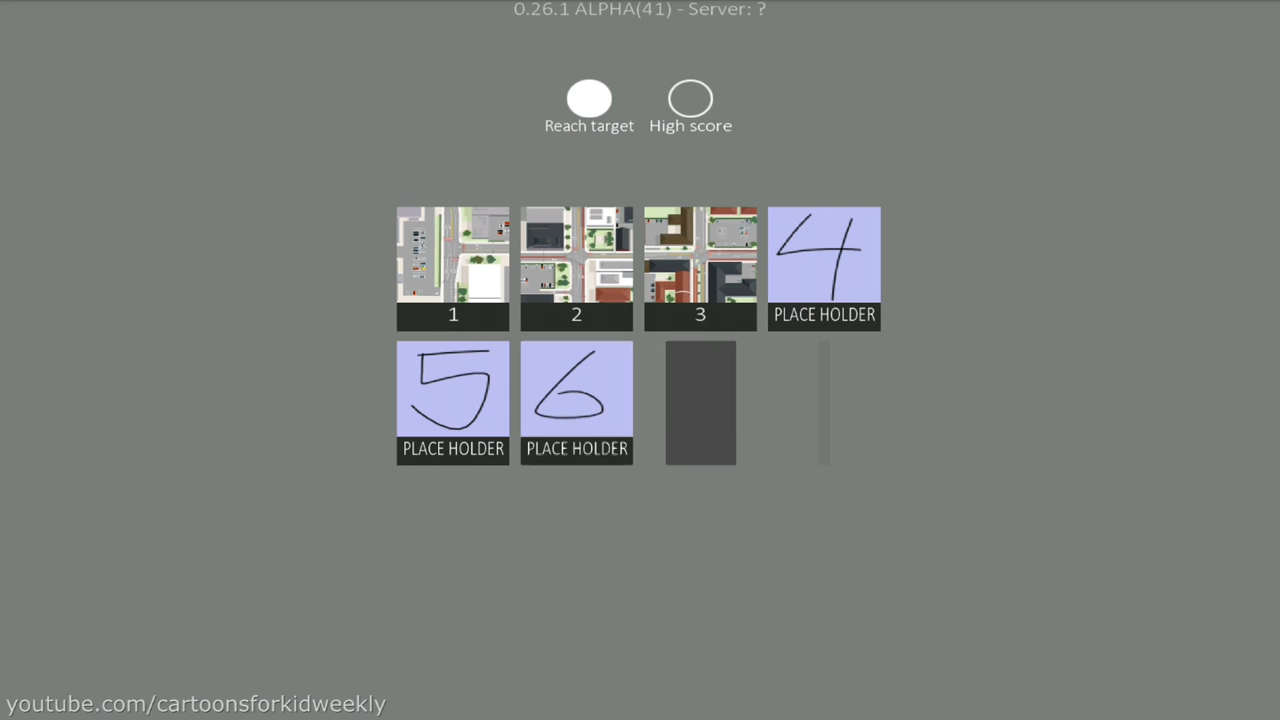 0.26.1 ALPHA(41) - Server: ?
Reach target High score
1 2 3 4
PLACE HOLDER
5 6
PLACE HOLDER PLACE HOLDER
youtube.com/cartoonsforkidweekly